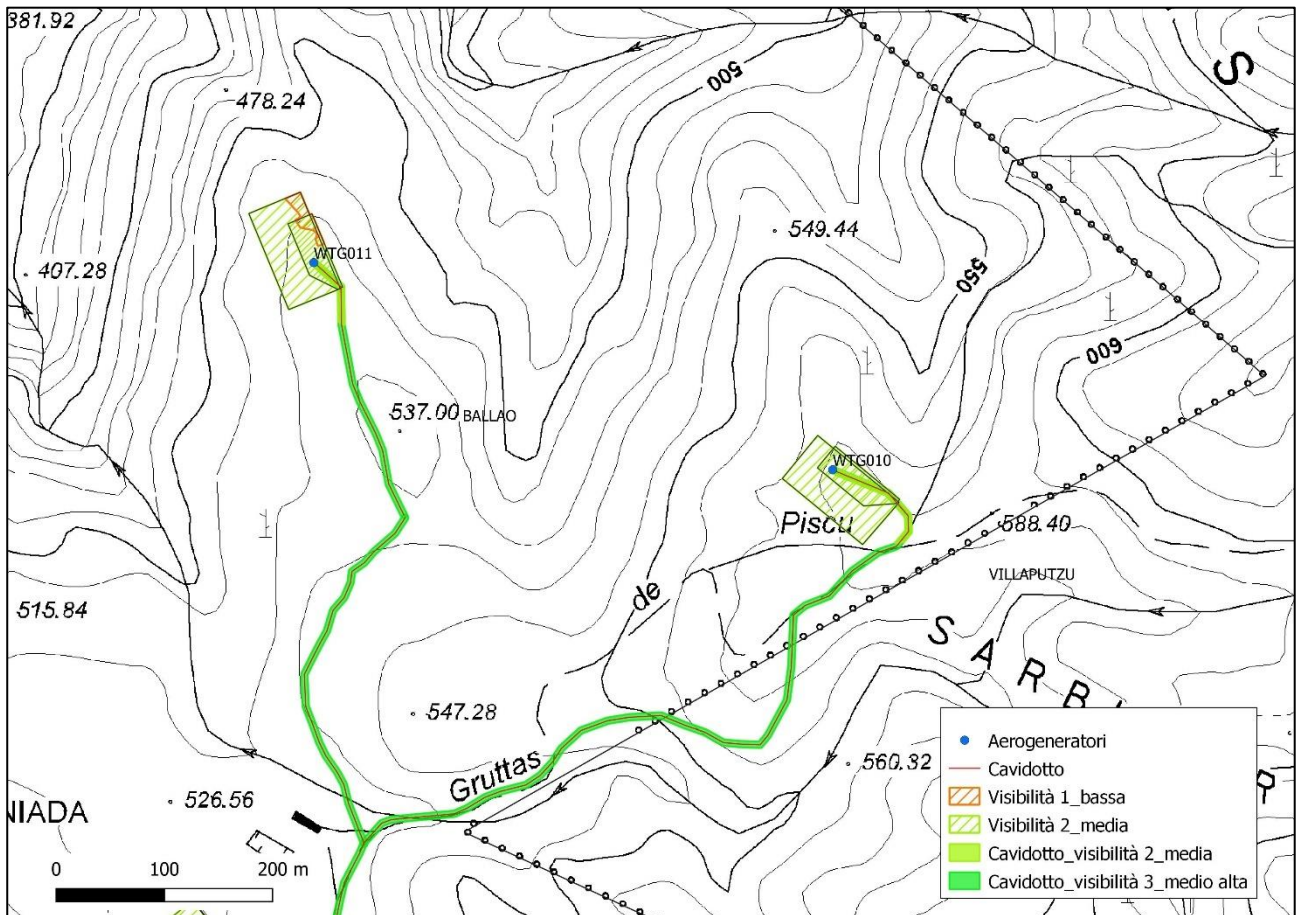 381.92
S
500
478.24
549.44
WTG011
407.28
550
600
537.00 BALLAO
WTG010
Piscu
588.40
VILLAPUTZU
de
515.84
S A R B
547.28
560.32
Gruttas
526.56
NIADA
R
0 100 200 m
Aerogeneratori
Cavidotto
Visibilità 1_bassa
Visibilità 2_media
Cavidotto_visibilità 2_media
Cavidotto_visibilità 3_medio alta